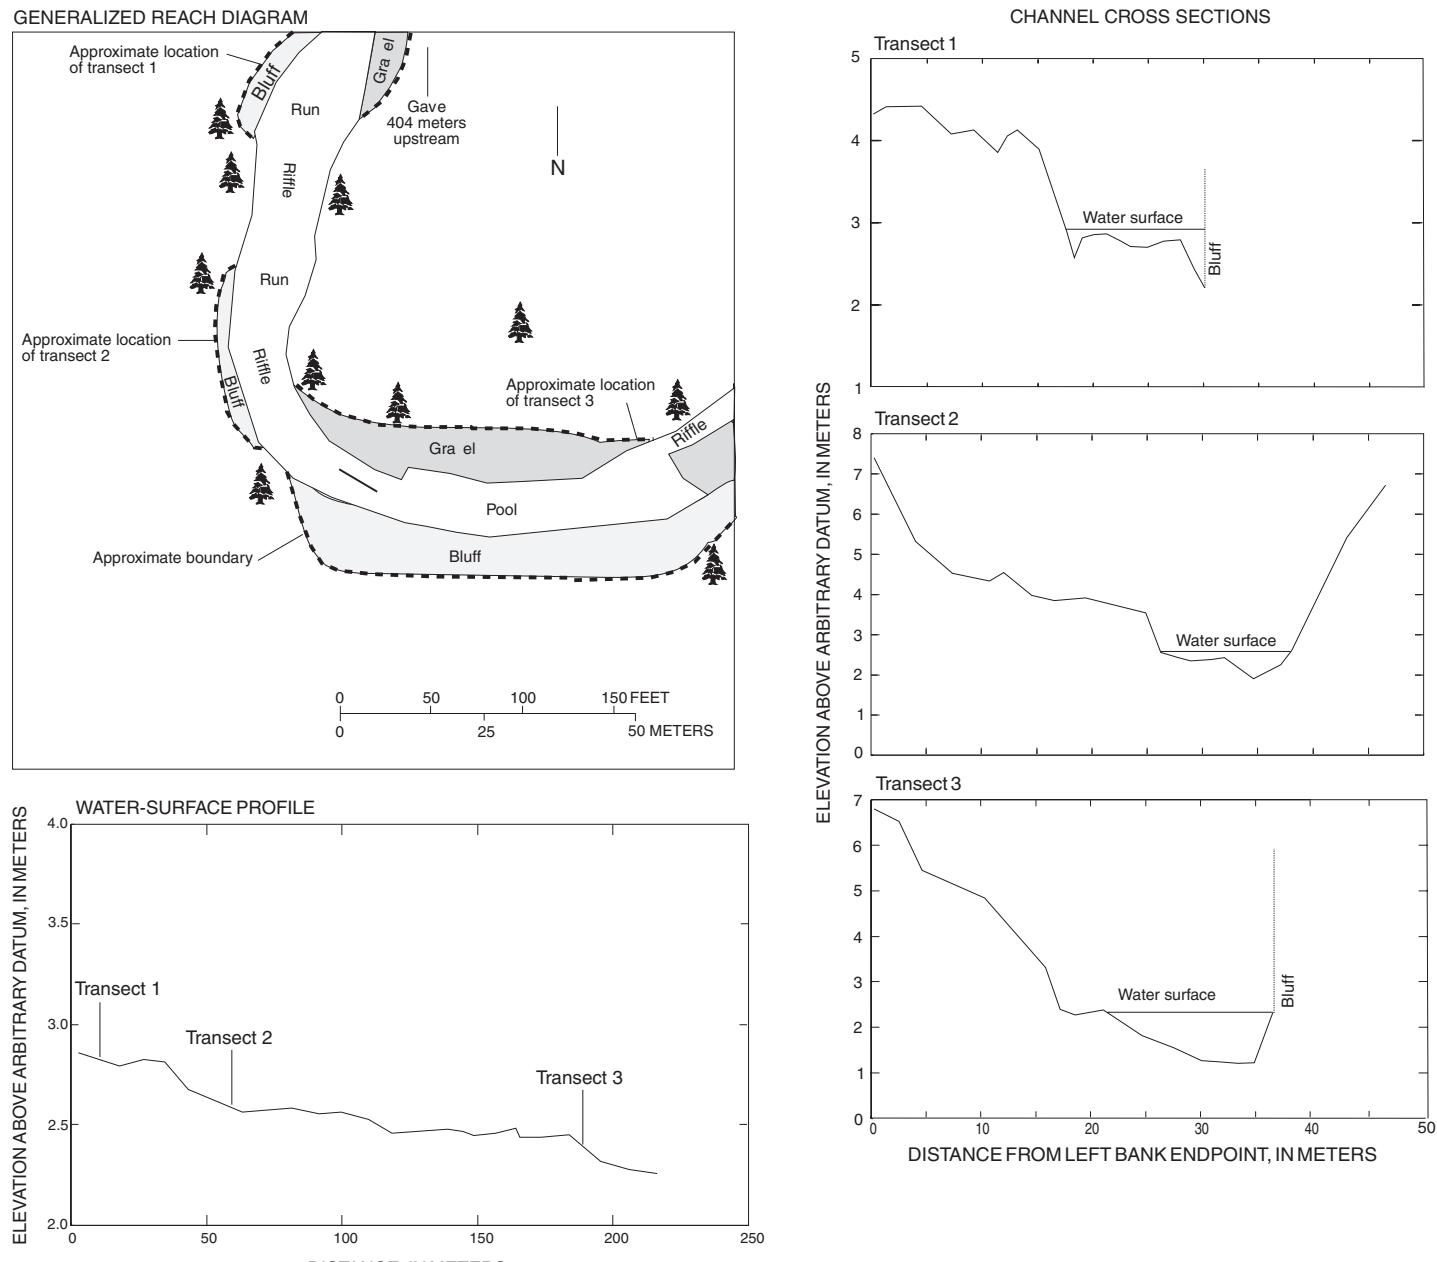 GENERALIZED REACH DIAGRAM
Approximate location
of transect 1
Bluff
Gra el
Run
Gave
404 meters
upstream
N
Riffle
Run
Approximate location
of transect 2
Riffle
Bluff
Approximate location
of transect 3
Riffle
Gra el
Pool
Approximate boundary
Bluff
0 50 100 150 FEET
0 25 50 METERS
WATER-SURFACE PROFILE
ELEVATION ABOVE ARBITRARY DATUM, IN METERS
4.0
3.5
3.0
2.5
2.0
Transect 1
Transect 2
Transect 3
0 50 100 150 200 250
CHANNEL CROSS SECTIONS
ELEVATION ABOVE ARBITRARY DATUM, IN METERS
Transect 1
5
4
3
2
1
Water surface
Bluff
Transect 2
8
7
6
5
4
3
2
1
0
Water surface
Transect 3
7
6
5
4
3
2
1
0
Water surface
Bluff
0 10 20 30 40 50
DISTANCE FROM LEFT BANK ENDPOINT, IN METERS